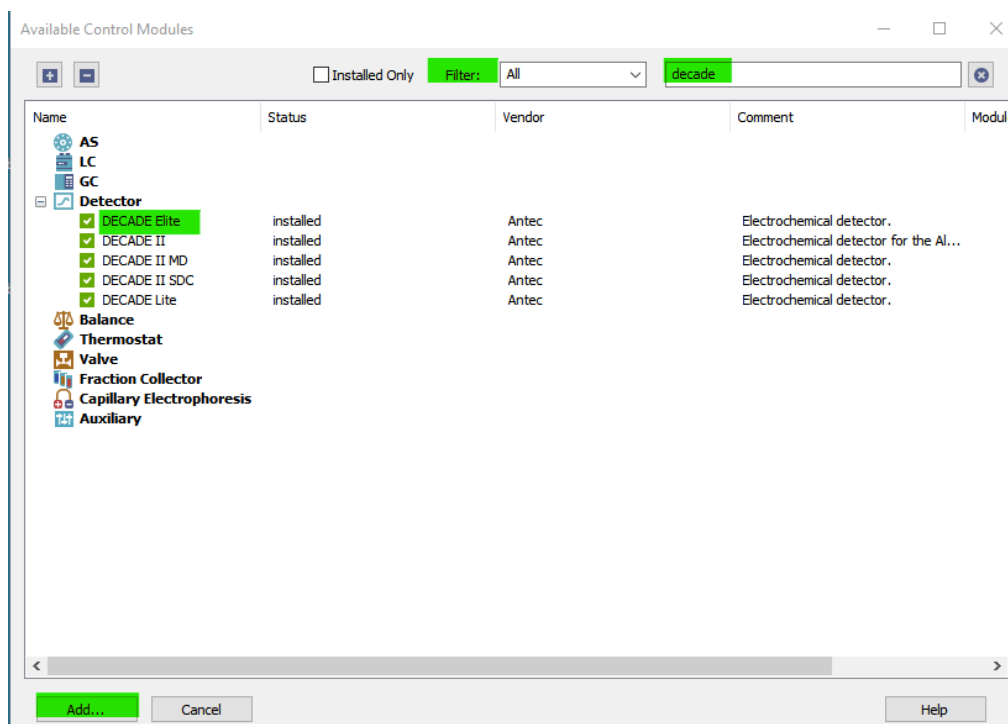 Available Control Modules
Installed Only Filter: All decade
Name Status Vendor Comment Modul
AS
LC
GC
Detector
DECADE Elite installed Antec Electrochemical detector.
DECADE II installed Antec Electrochemical detector for the Al...
DECADE II MD installed Antec Electrochemical detector.
DECADE II SDC installed Antec Electrochemical detector.
DECADE Lite installed Antec Electrochemical detector.
Balance
Thermostat
Valve
Fraction Collector
Capillary Electrophoresis
Auxiliary
Add... Cancel Help